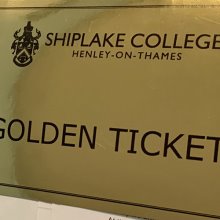 SHIPLAKE COLLEGE
HENLEY-ON-THAMES
GOLDEN TICKET